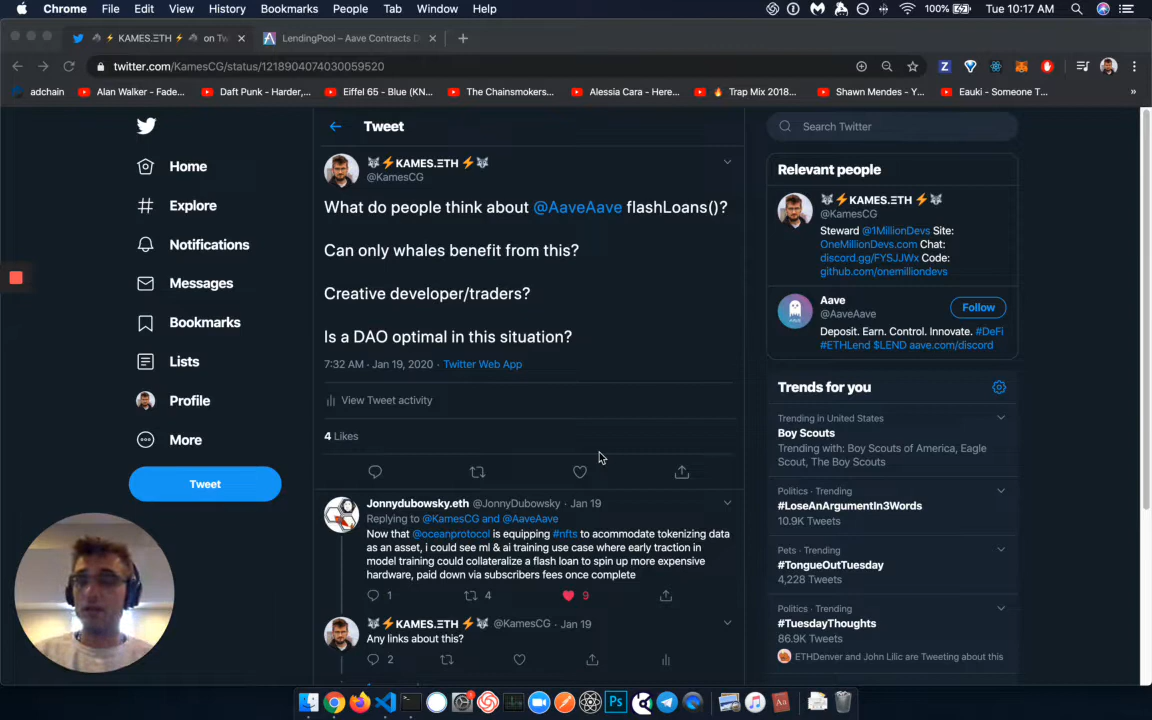 Chrome File Edit View History Bookmarks People Tab Window Help
100% Tue 10:17 AM
KAMES.ΞTH ⚡ on Tw
LendingPool – Aave Contracts D
twitter.com/KamesCG/status/1218904074030059520
adchain
Alan Walker - Fade...
Daft Punk - Harder,...
Eiffel 65 - Blue (KN...
The Chainsmokers...
Alessia Cara - Here...
Trap Mix 2018...
Shawn Mendes - Y...
Eauki - Someone T...
»
Home
Explore
Notifications
Messages
Bookmarks
Lists
Profile
More
Tweet
Tweet
🐺⚡KAMES.ΞTH ⚡🐺
@KamesCG
What do people think about @AaveAave flashLoans()?
Can only whales benefit from this?
Creative developer/traders?
Is a DAO optimal in this situation?
7:32 AM · Jan 19, 2020 · Twitter Web App
View Tweet activity
4 Likes
Jonnydubowsky.eth @JonnyDubowsky · Jan 19
Replying to @KamesCG and @AaveAave
Now that @oceanprotocol is equipping #nfts to acommodate tokenizing data
as an asset, i could see ml & ai training use case where early traction in
model training could collateralize a flash loan to spin up more expensive
hardware, paid down via subscribers fees once complete
1 4 9
🐺⚡KAMES.ΞTH ⚡🐺 @KamesCG · Jan 19
Any links about this?
2
Search Twitter
Relevant people
🐺⚡KAMES.ΞTH ⚡🐺
@KamesCG
Steward @1MillionDevs Site:
OneMillionDevs.com Chat:
discord.gg/FYSJJWx Code:
github.com/onemilliondevs
Aave
@AaveAave
Follow
Deposit. Earn. Control. Innovate. #DeFi
#ETHLend $LEND aave.com/discord
Trends for you
Trending in United States
Boy Scouts
Trending with: Boy Scouts of America, Eagle
Scout, The Boy Scouts
Politics · Trending
#LoseAnArgumentIn3Words
10.9K Tweets
Pets · Trending
#TongueOutTuesday
4,228 Tweets
Politics · Trending
#TuesdayThoughts
86.9K Tweets
ETHDenver and John Lilic are Tweeting about this
Z
Ps
Aa